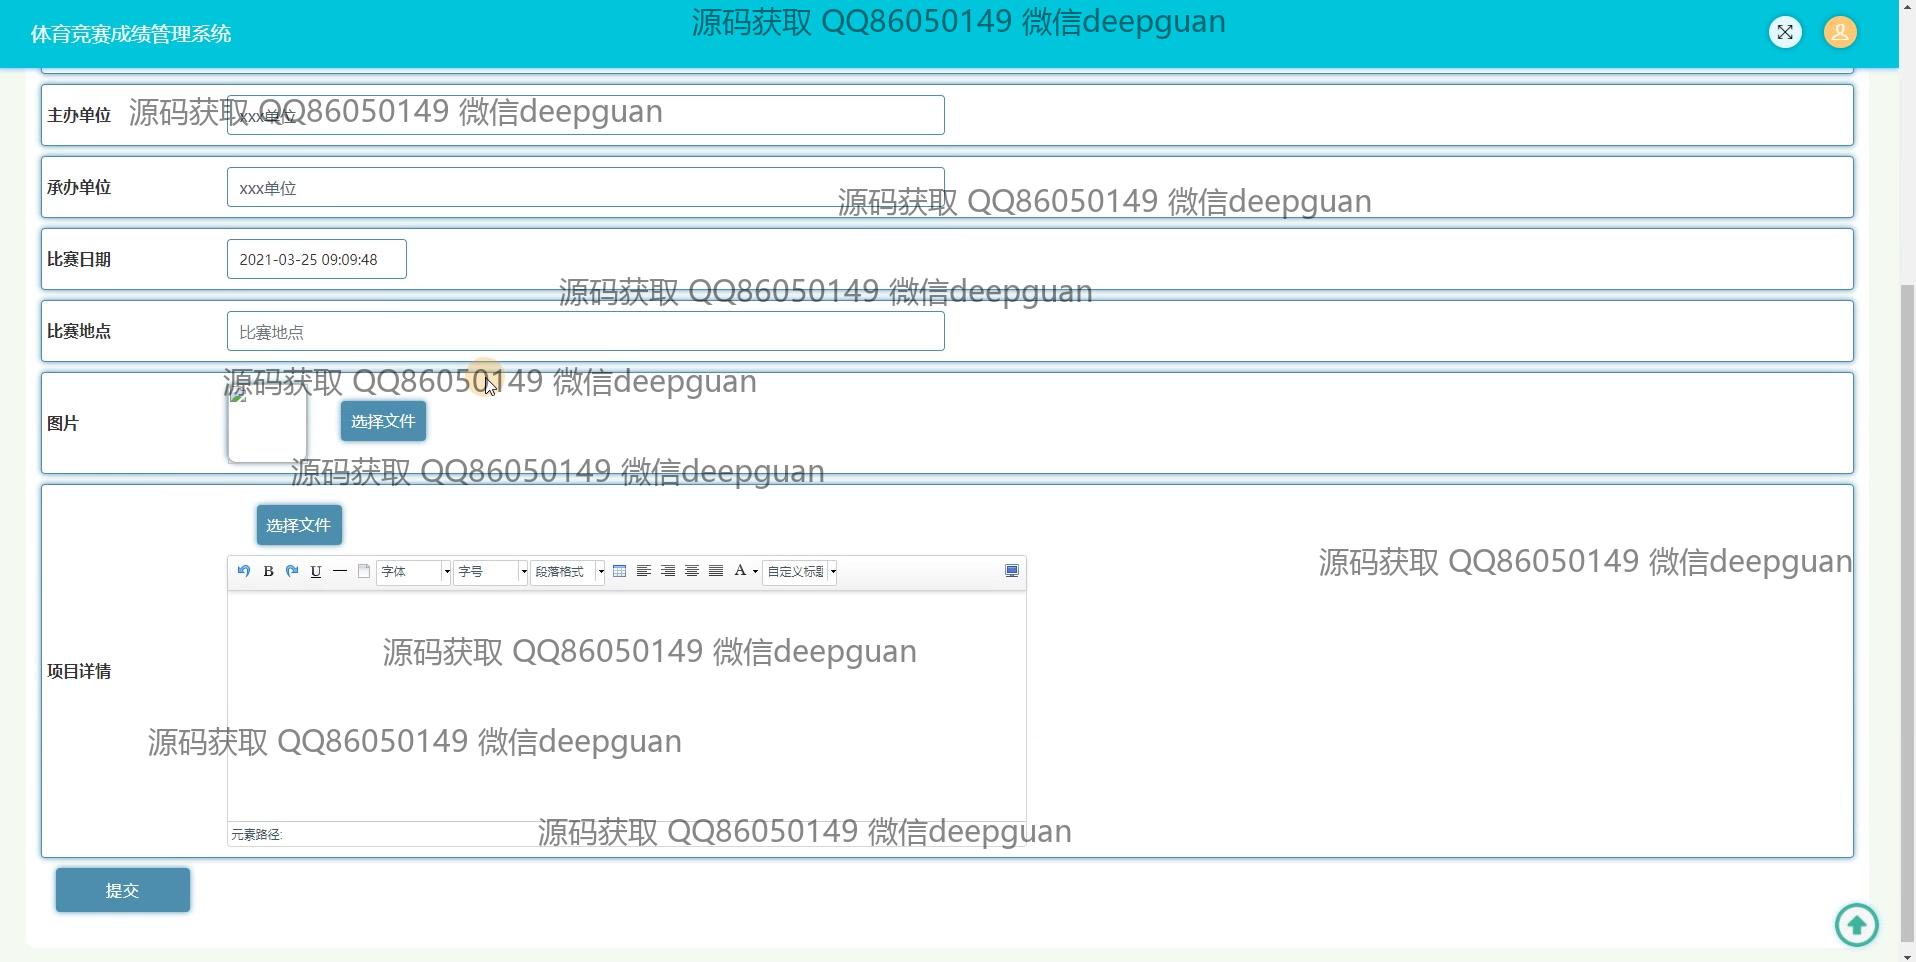 源码获取 QQ86050149 微信deepguan
体育竞赛成绩管理系统
主办单位
xxx单位
源码获取 QQ86050149 微信deepguan
承办单位
xxx单位
源码获取 QQ86050149 微信deepguan
比赛日期
2021-03-25 09:09:48
源码获取 QQ86050149 微信deepguan
比赛地点
比赛地点
源码获取 QQ86050149 微信deepguan
图片
选择文件
源码获取 QQ86050149 微信deepguan
选择文件
源码获取 QQ86050149 微信deepguan
B U 字体 字号 段落格式 A 自定义标题
源码获取 QQ86050149 微信deepguan
项目详情
源码获取 QQ86050149 微信deepguan
元素路径:
源码获取 QQ86050149 微信deepguan
提交